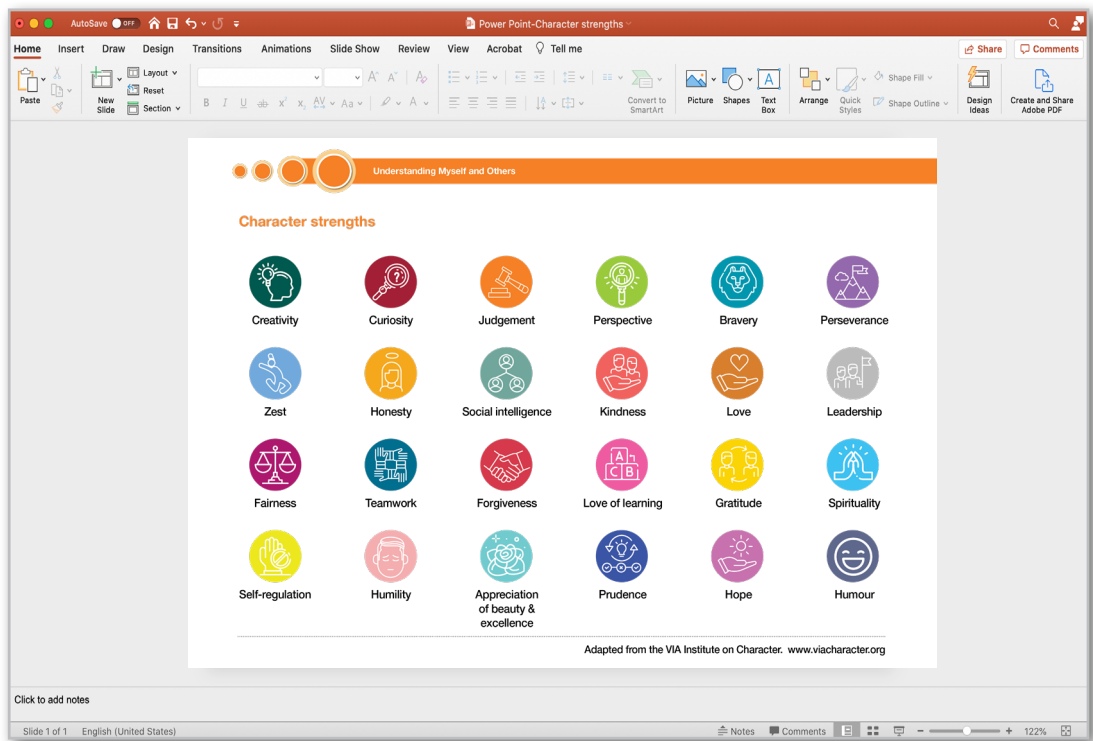 AutoSave OFF
Power Point-Character strengths
Home Insert Draw Design Transitions Animations Slide Show Review View Acrobat Tell me
Share Comments
Paste
New
Slide
Layout
Reset
Section
B I U ab X² X₂ AV Aa A
Convert to
SmartArt
Picture Shapes Text
Box
Arrange Quick
Styles
Shape Fill
Shape Outline
Design
Ideas
Create and Share
Adobe PDF
Understanding Myself and Others
Character strengths
Creativity Curiosity Judgement Perspective Bravery Perseverance
Zest Honesty Social intelligence Kindness Love Leadership
A
C B
Fairness Teamwork Forgiveness Love of learning Gratitude Spirituality
Self-regulation Humility Appreciation
of beauty &
excellence
Prudence Hope Humour
Adapted from the VIA Institute on Character. www.viacharacter.org
Click to add notes
Slide 1 of 1 English (United States)
Notes Comments 122%